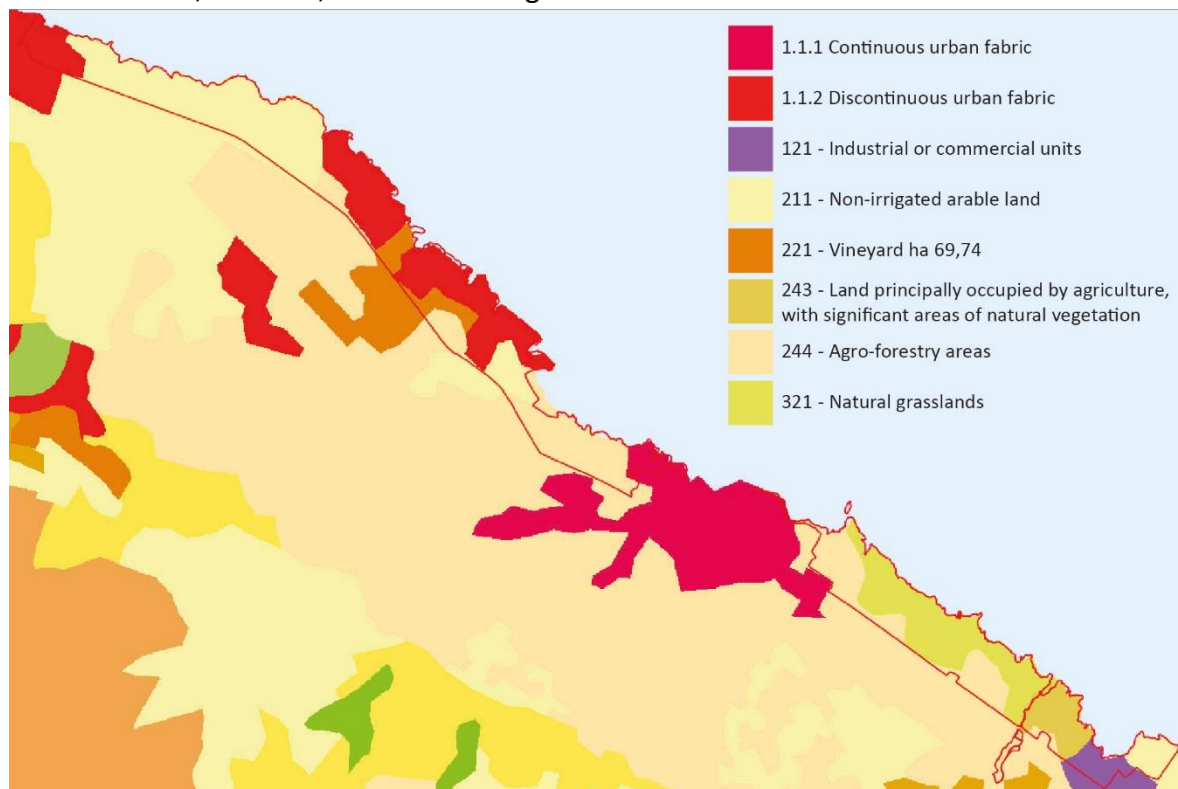 1.1.1 Continuous urban fabric
1.1.2 Discontinuous urban fabric
121 - Industrial or commercial units
211 - Non-irrigated arable land
221 - Vineyard ha 69,74
243 - Land principally occupied by agriculture,
with significant areas of natural vegetation
244 - Agro-forestry areas
321 - Natural grasslands